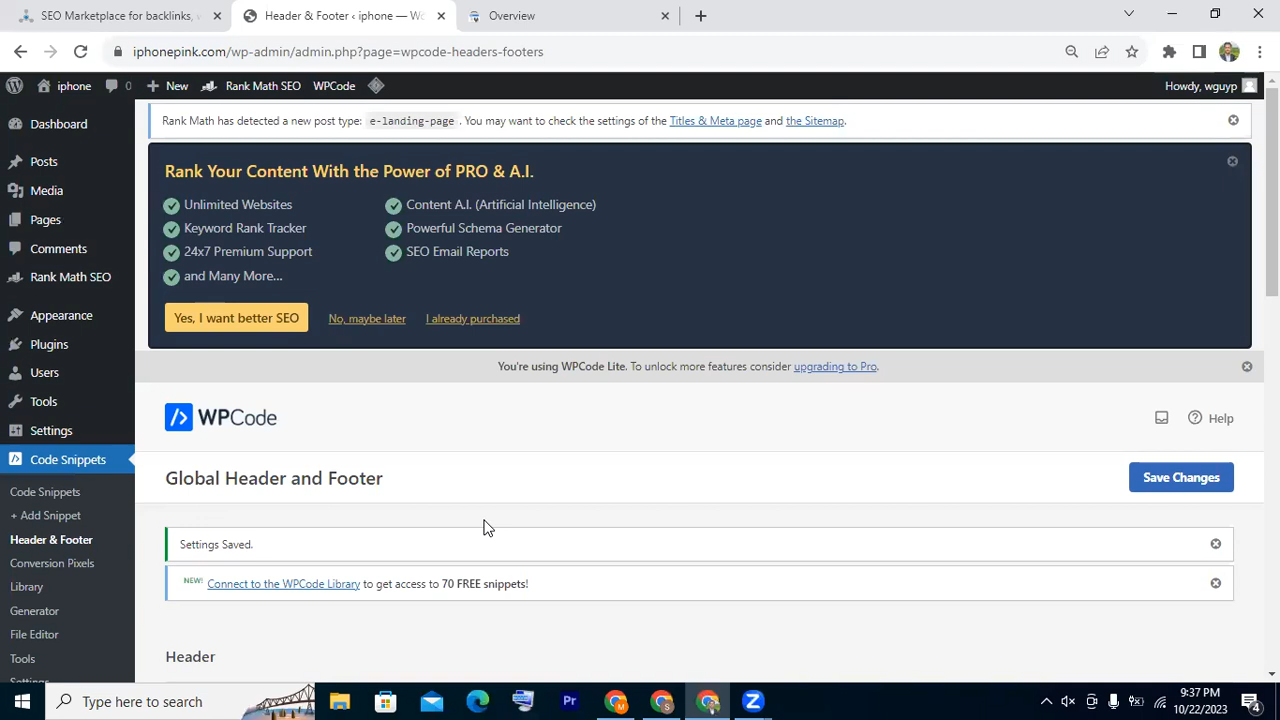 SEO Marketplace for backlinks, v
Header & Footer ‹ iphone — Wo
Overview
iphonepink.com/wp-admin/admin.php?page=wpcode-headers-footers
iphone
0
New
Rank Math SEO
WPCode
Howdy, wguyp
Dashboard
Posts
Media
Pages
Comments
Rank Math SEO
Appearance
Plugins
Users
Tools
Settings
Code Snippets
Code Snippets
+ Add Snippet
Header & Footer
Conversion Pixels
Library
Generator
File Editor
Tools
Settings
Rank Math has detected a new post type: e-landing-page . You may want to check the settings of the Titles & Meta page and the Sitemap.
Rank Your Content With the Power of PRO & A.I.
Unlimited Websites
Content A.I. (Artificial Intelligence)
Keyword Rank Tracker
Powerful Schema Generator
24x7 Premium Support
SEO Email Reports
and Many More...
Yes, I want better SEO
No, maybe later
I already purchased
You're using WPCode Lite. To unlock more features consider upgrading to Pro.
WPCode
Help
Global Header and Footer
Save Changes
Settings Saved.
NEW! Connect to the WPCode Library to get access to 70 FREE snippets!
Header
Type here to search
Pr
M
S
Z
9:37 PM
10/22/2023
4